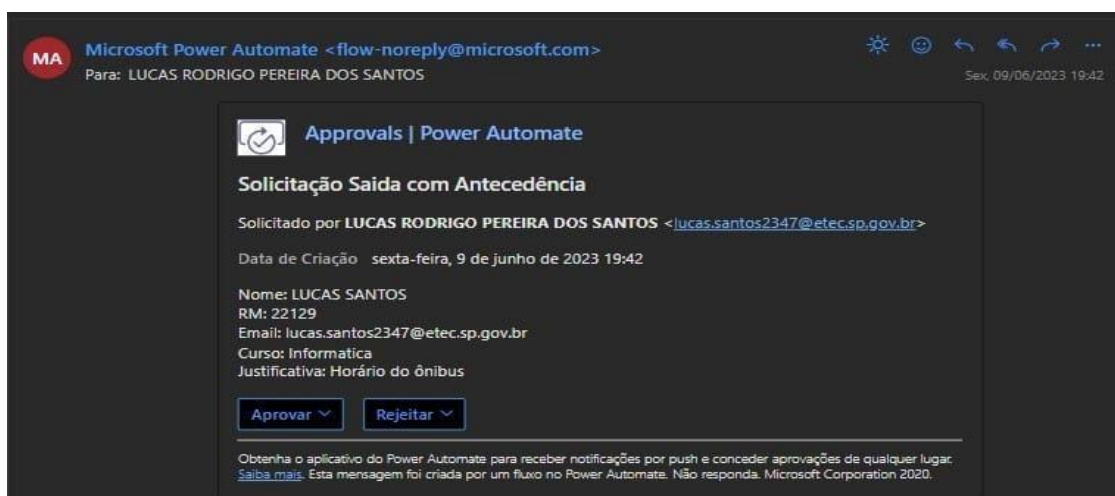 MA
Microsoft Power Automate <flow-noreply@microsoft.com>
Para: LUCAS RODRIGO PEREIRA DOS SANTOS
Sex, 09/06/2023 19:42
Approvals | Power Automate
Solicitação Saida com Antecedência
Solicitado por LUCAS RODRIGO PEREIRA DOS SANTOS <lucas.santos2347@etec.sp.gov.br>
Data de Criação sexta-feira, 9 de junho de 2023 19:42
Nome: LUCAS SANTOS
RM: 22129
Email: lucas.santos2347@etec.sp.gov.br
Curso: Informatica
Justificativa: Horário do ônibus
Aprovar
Rejeitar
Obtenha o aplicativo do Power Automate para receber notificações por push e conceder aprovações de qualquer lugar.
Saiba mais. Esta mensagem foi criada por um fluxo no Power Automate. Não responda. Microsoft Corporation 2020.